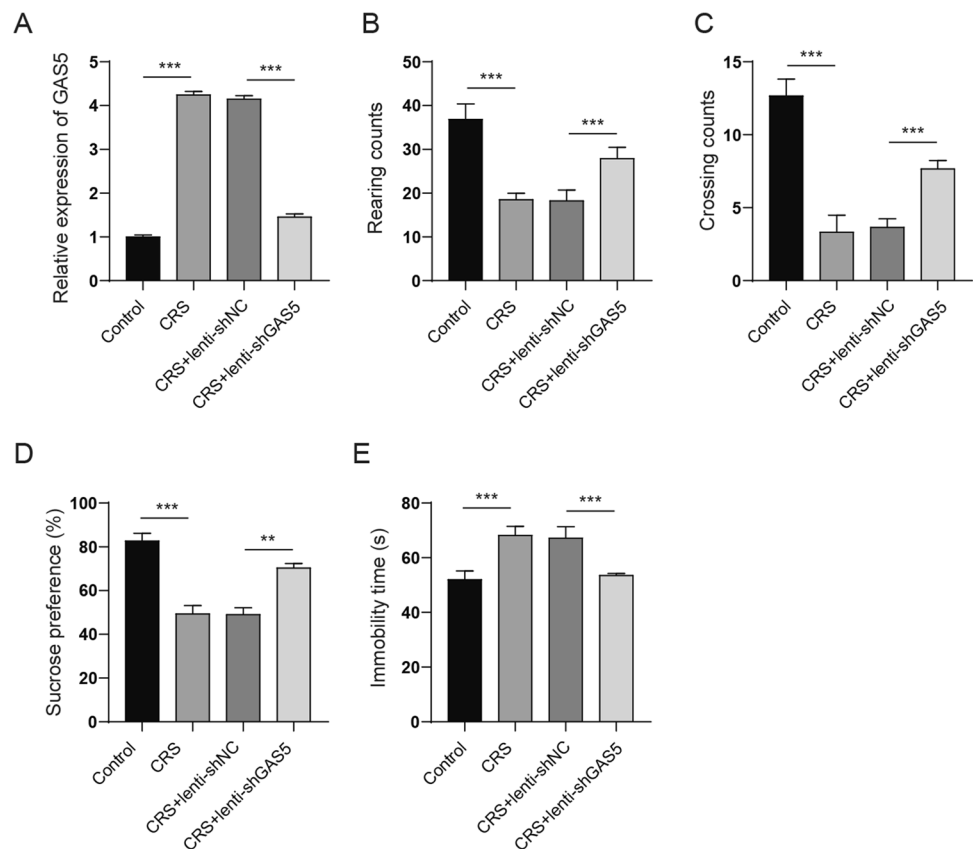 A
Relative expression of GAS5
5
4
3
2
1
0
***
***
Control
CRS
CRS+lenti-shNC
CRS+lenti-shGAS5
B
Rearing counts
50
40
30
20
10
0
***
***
Control
CRS
CRS+lenti-shNC
CRS+lenti-shGAS5
C
Crossing counts
15
10
5
0
***
***
Control
CRS
CRS+lenti-shNC
CRS+lenti-shGAS5
D
Sucrose preference (%)
100
80
60
40
20
0
***
**
Control
CRS
CRS+lenti-shNC
CRS+lenti-shGAS5
E
Immobility time (s)
80
60
40
20
0
***
***
Control
CRS
CRS+lenti-shNC
CRS+lenti-shGAS5